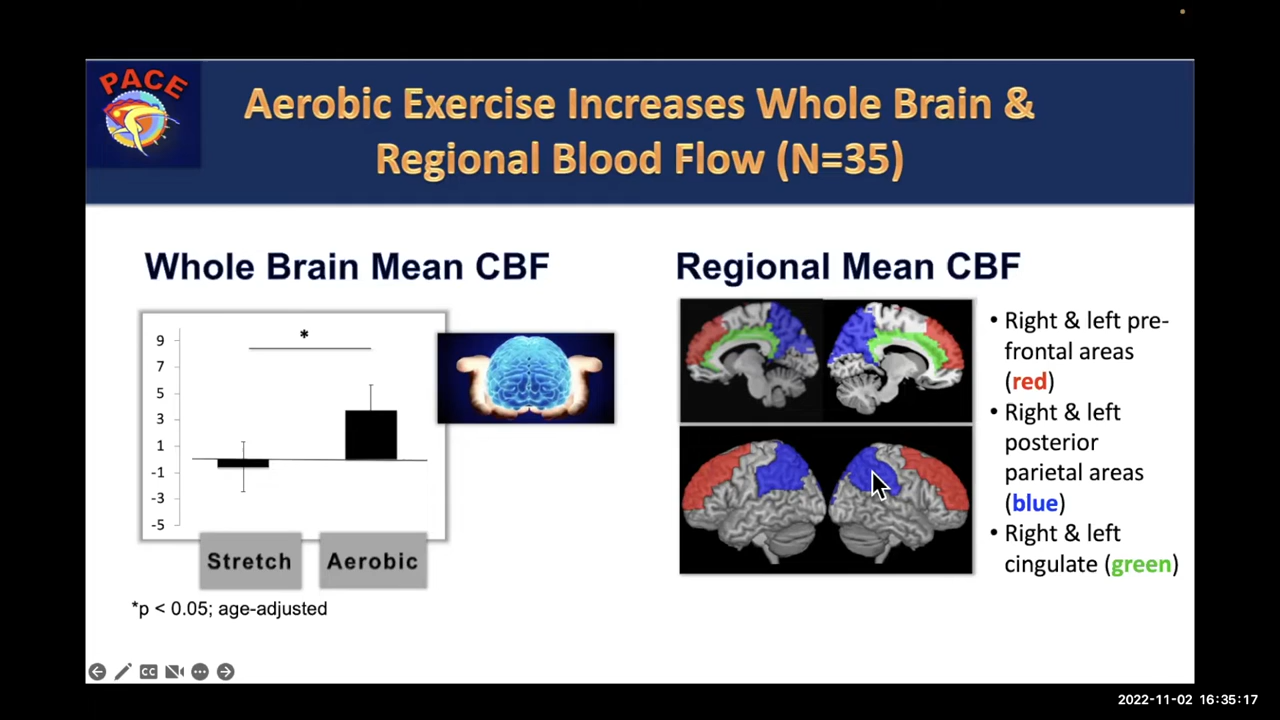 PACE
Aerobic Exercise Increases Whole Brain &
Regional Blood Flow (N=35)
Whole Brain Mean CBF
9
7
5
3
1
-1
-3
-5
*
Stretch
Aerobic
*p < 0.05; age-adjusted
Regional Mean CBF
• Right & left pre-
frontal areas
(red)
• Right & left
posterior
parietal areas
(blue)
• Right & left
cingulate (green)
CC
2022-11-02 16:35:17